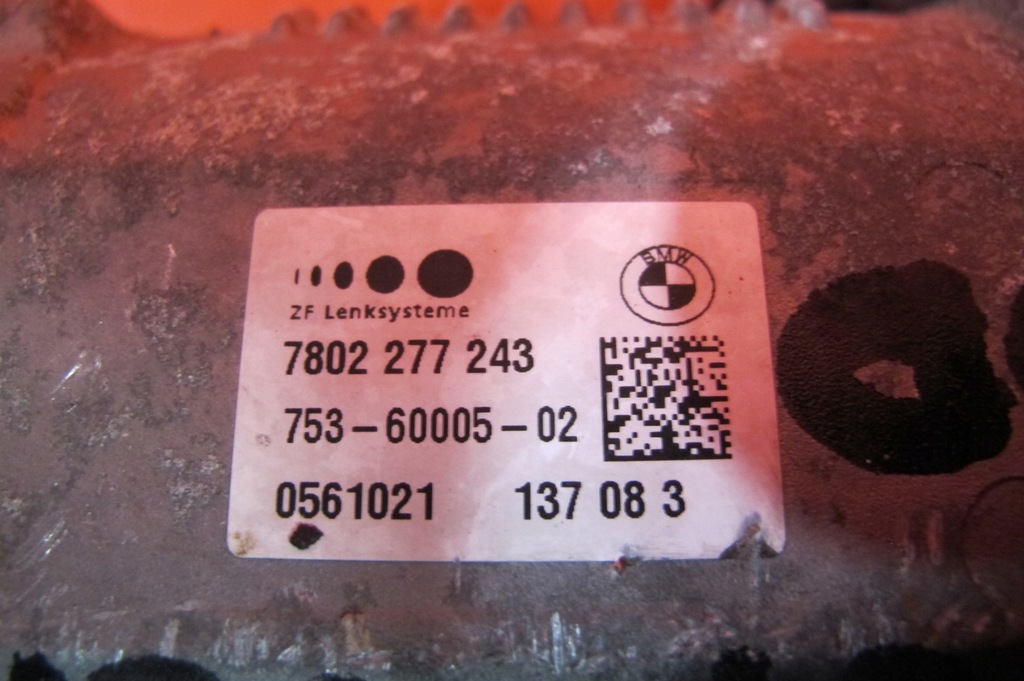 ZF Lenksysteme
BMW
7802 277 243
753-60005-02
0561021 137 08 3